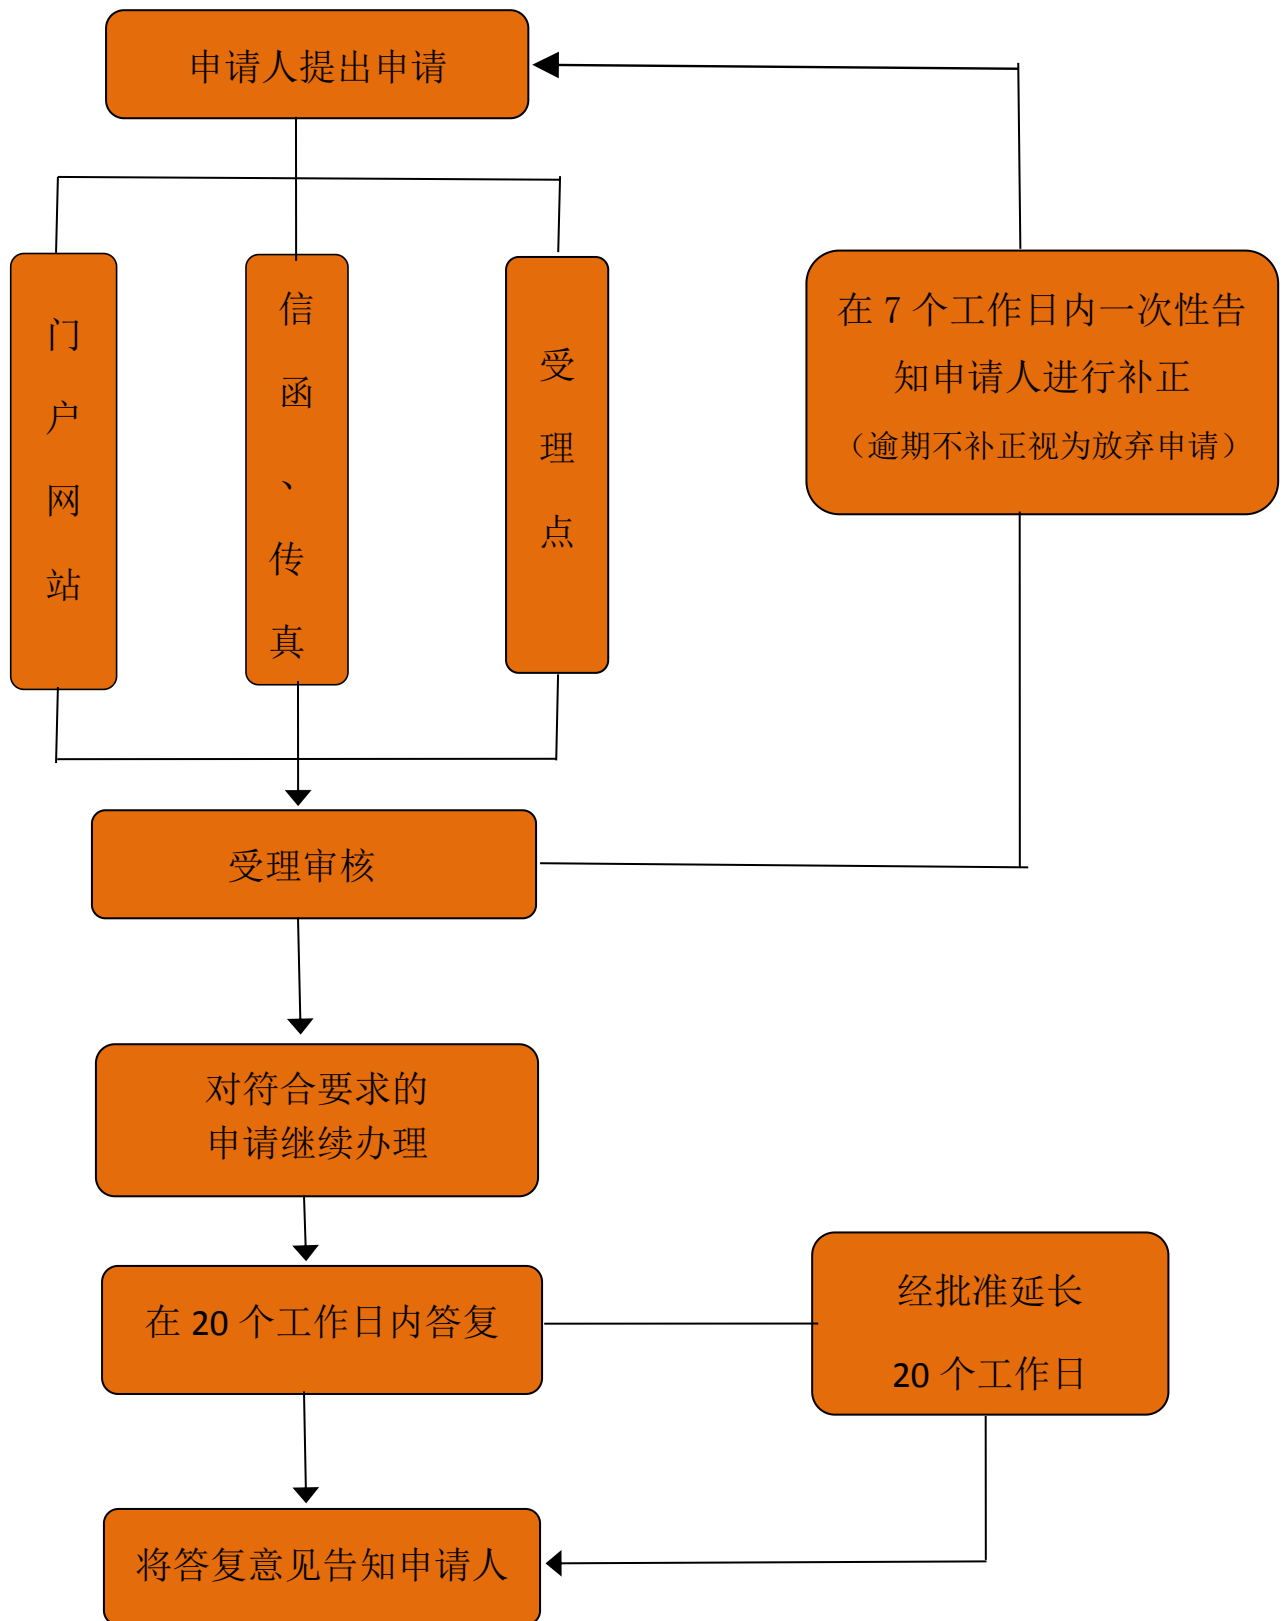 申请人提出申请
门户网站
信函、传真
受理点
在 7 个工作日内一次性告
知申请人进行补正
（逾期不补正视为放弃申请）
受理审核
对符合要求的
申请继续办理
在 20 个工作日内答复
经批准延长
20 个工作日
将答复意见告知申请人